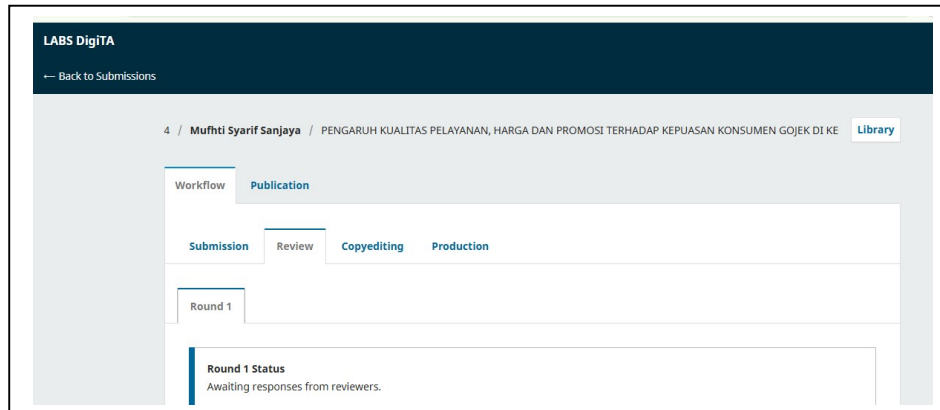 LABS DigiTA
← Back to Submissions
4 / Mufhti Syarif Sanjaya / PENGARUH KUALITAS PELAYANAN, HARGA DAN PROMOSI TERHADAP KEPUASAN KONSUMEN GOJEK DI KE Library
Workflow Publication
Submission Review Copyediting Production
Round 1
Round 1 Status
Awaiting responses from reviewers.